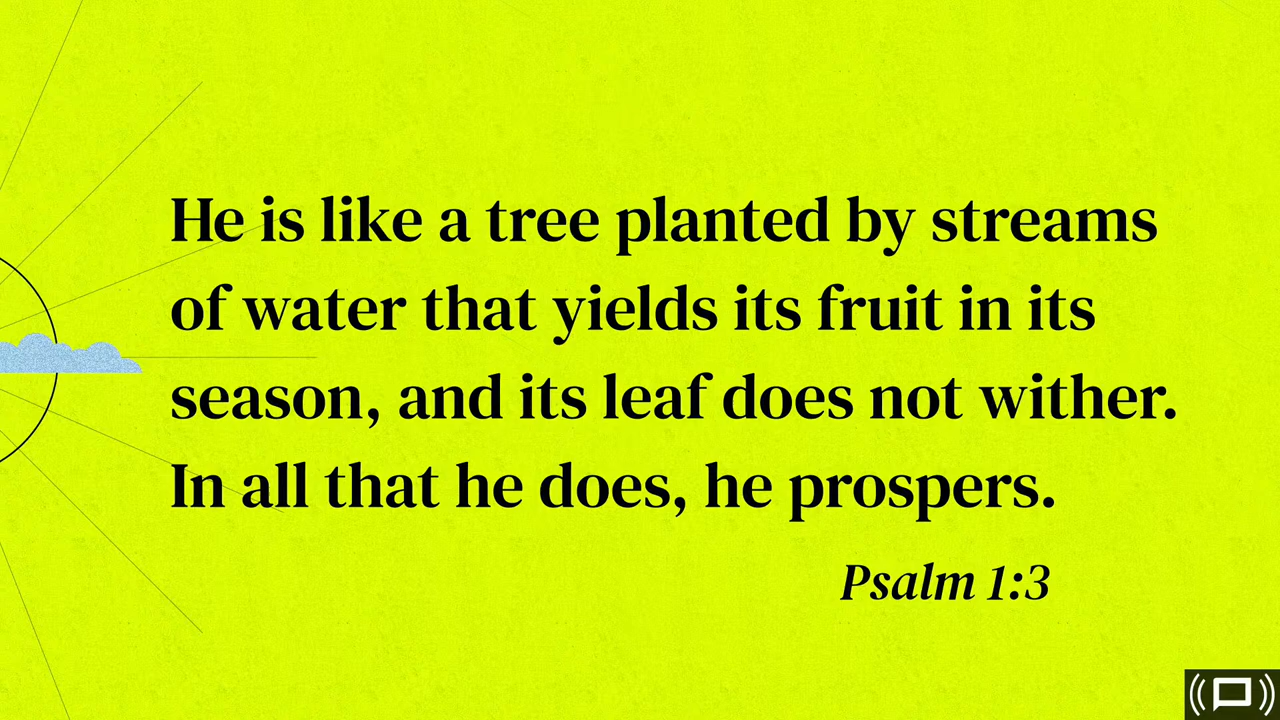 He is like a tree planted by streams
of water that yields its fruit in its
season, and its leaf does not wither.
In all that he does, he prospers.
Psalm 1:3